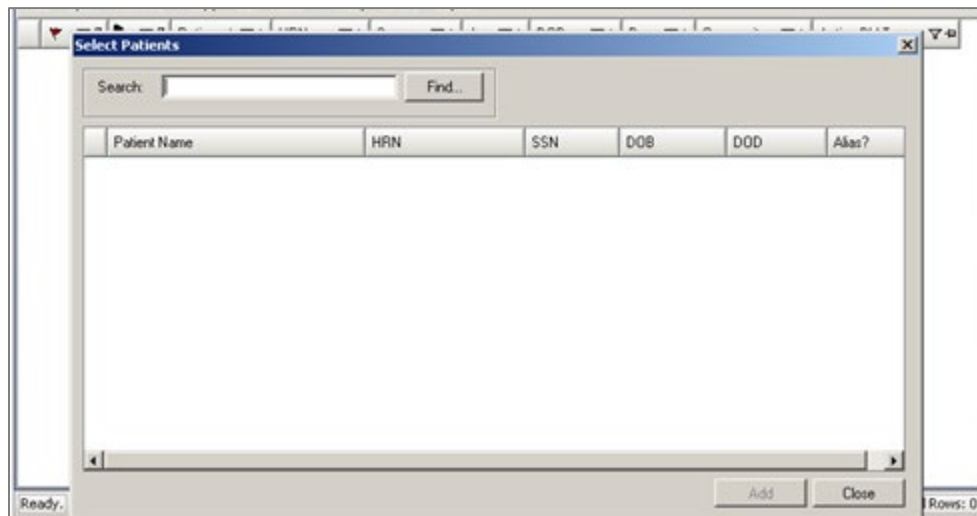 Select Patients
Search:
Find...
Patient Name HRN SSN DOB DOD Alias?
Add Close
Ready. Rows: 0